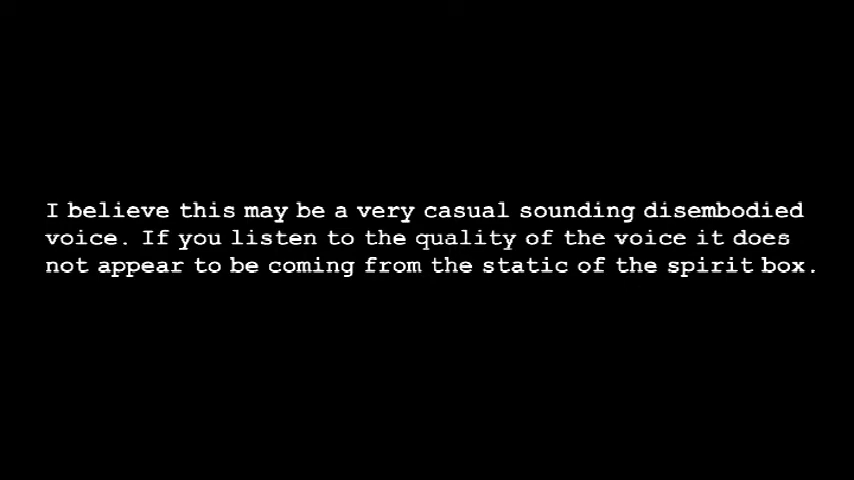 I believe this may be a very casual sounding disembodied
voice. If you listen to the quality of the voice it does
not appear to be coming from the static of the spirit box.